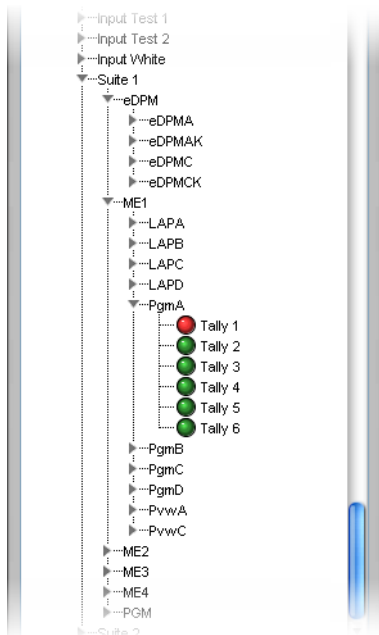 Input Test 1
Input Test 2
Input White
Suite 1
eDPM
eDPMA
eDPMAK
eDPMC
eDPMCK
ME1
LAPA
LAPB
LAPC
LAPD
PgmA
Tally 1
Tally 2
Tally 3
Tally 4
Tally 5
Tally 6
PgmB
PgmC
PgmD
PvwA
PvwC
ME2
ME3
ME4
PGM
Suite 2